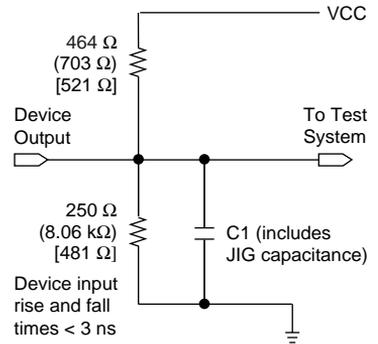 VCC
464 Ω
(703 Ω)
[521 Ω]
Device
Output
To Test
System
250 Ω
(8.06 kΩ)
[481 Ω]
C1 (includes
JIG capacitance)
Device input
rise and fall
times < 3 ns